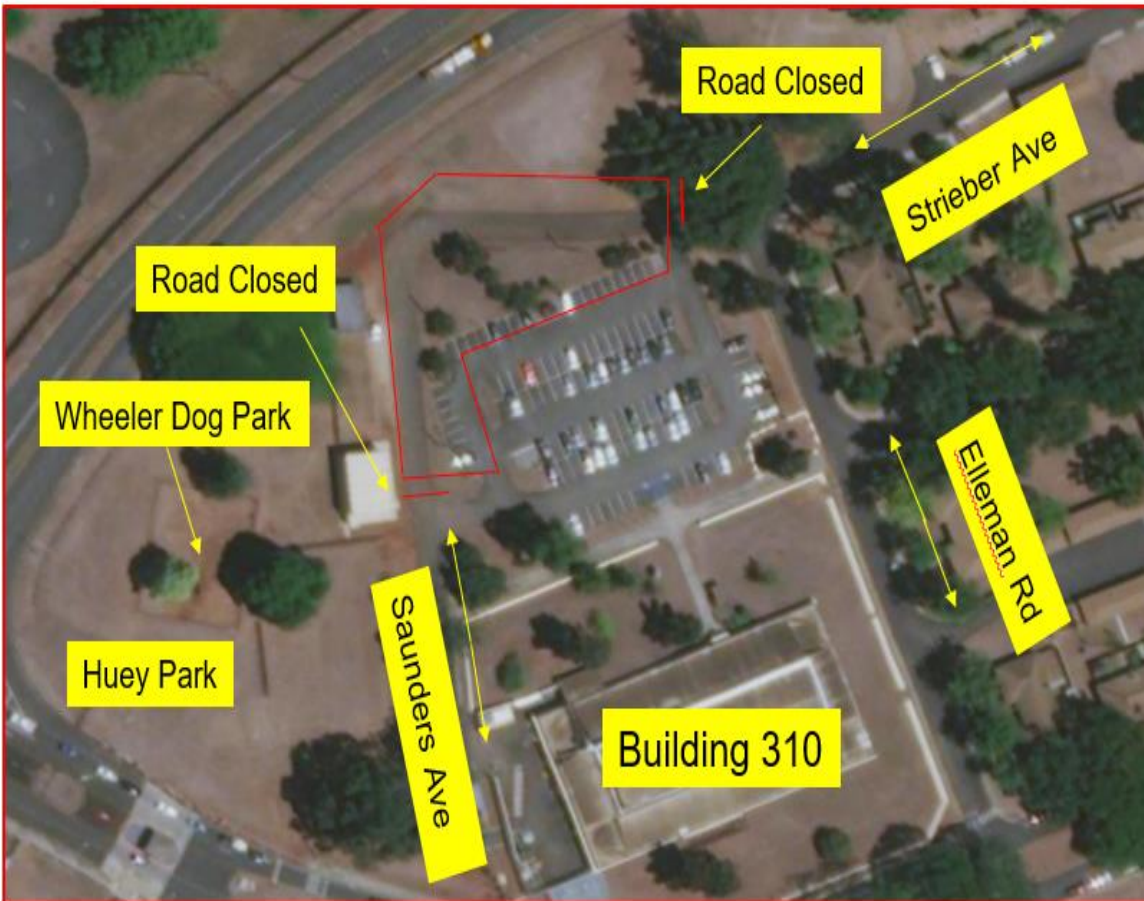 Road Closed
Strieber Ave
Road Closed
Wheeler Dog Park
Elleman Rd
Huey Park
Saunders Ave
Building 310